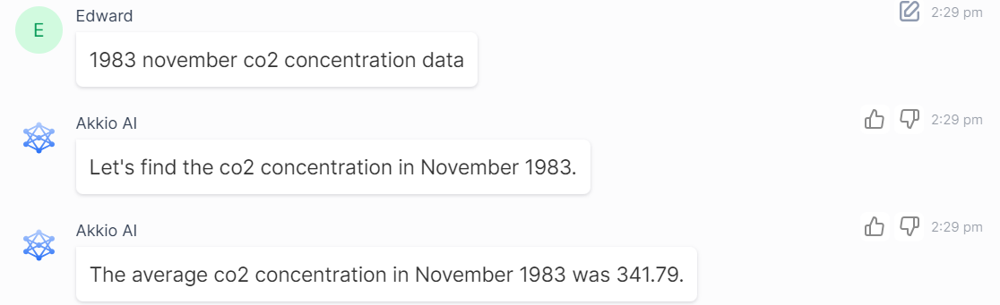 Edward
2:29 pm
E
1983 november co2 concentration data
Akkio AI
2:29 pm
Let's find the co2 concentration in November 1983.
Akkio AI
2:29 pm
The average co2 concentration in November 1983 was 341.79.